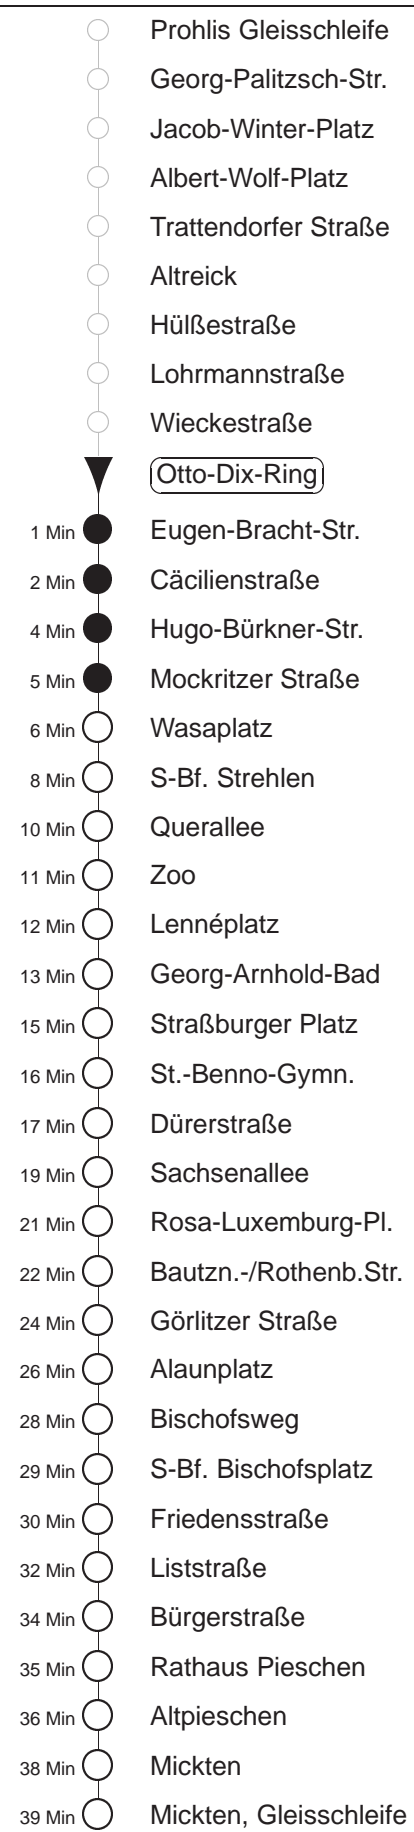 Prohlis Gleisschleife
Georg-Palitzsch-Str.
Jacob-Winter-Platz
Albert-Wolf-Platz
Trattendorfer Straße
Altreick
Hülßestraße
Lohrmannstraße
Wieckestraße
Otto-Dix-Ring
1 Min Eugen-Bracht-Str.
2 Min Cäcilienstraße
4 Min Hugo-Bürkner-Str.
5 Min Mockritzer Straße
6 Min Wasaplatz
8 Min S-Bf. Strehlen
10 Min Querallee
11 Min Zoo
12 Min Lennéplatz
13 Min Georg-Arnhold-Bad
15 Min Straßburger Platz
16 Min St.-Benno-Gymn.
17 Min Dürerstraße
19 Min Sachsenallee
21 Min Rosa-Luxemburg-Pl.
22 Min Bautzn.-/Rothenb.Str.
24 Min Görlitzer Straße
26 Min Alaunplatz
28 Min Bischofsweg
29 Min S-Bf. Bischofsplatz
30 Min Friedensstraße
32 Min Liststraße
34 Min Bürgerstraße
35 Min Rathaus Pieschen
36 Min Altpieschen
38 Min Mickten
39 Min Mickten, Gleisschleife